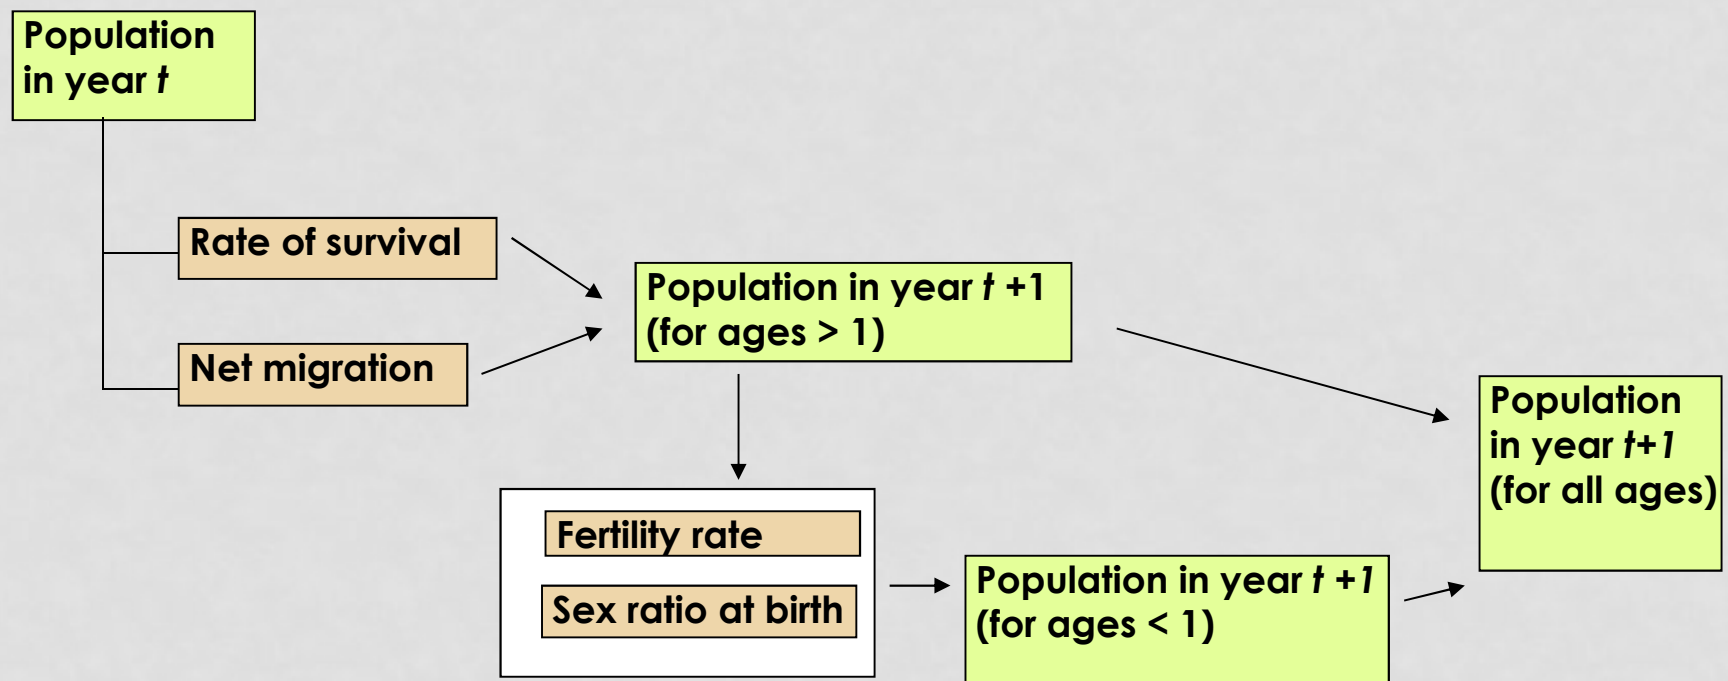 Population
in year t
Rate of survival
Net migration
Population in year t +1
(for ages > 1)
Fertility rate
Sex ratio at birth
Population in year t +1
(for ages < 1)
Population
in year t+1
(for all ages)